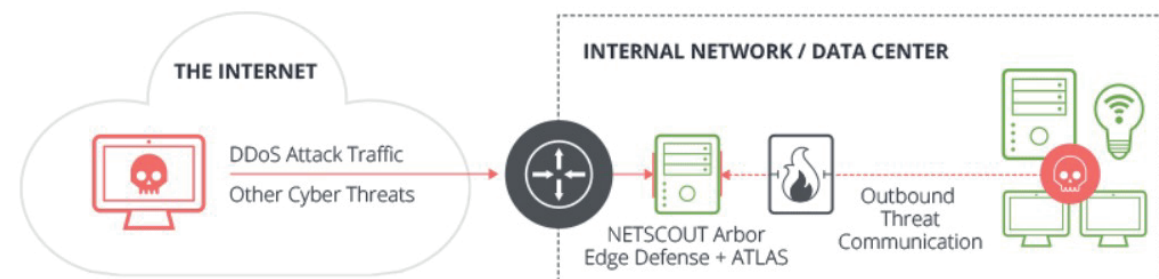 THE INTERNET
DDoS Attack Traffic
Other Cyber Threats
INTERNAL NETWORK / DATA CENTER
NETSCOUT Arbor
Edge Defense + ATLAS
Outbound
Threat
Communication